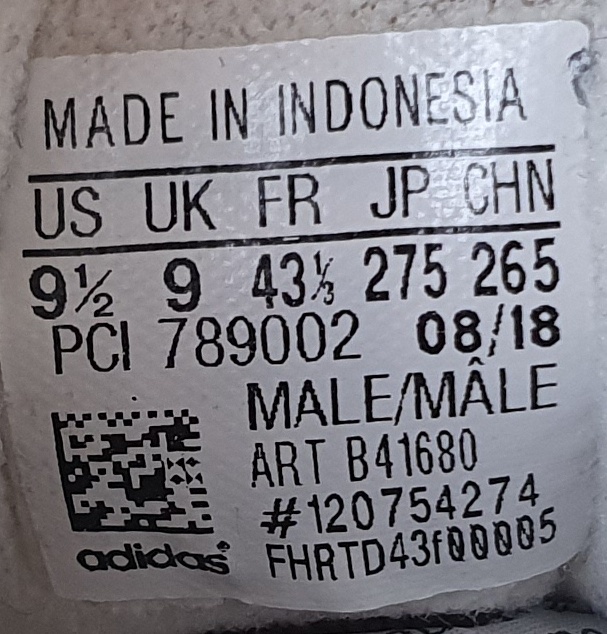 MADE IN INDONESIA
US UK FR JP CHN
9½ 9 43⅓ 275 265
PCI 789002 08/18
MALE/MÂLE
ART B41680
#120754274
adidas® FHRTD43f00005